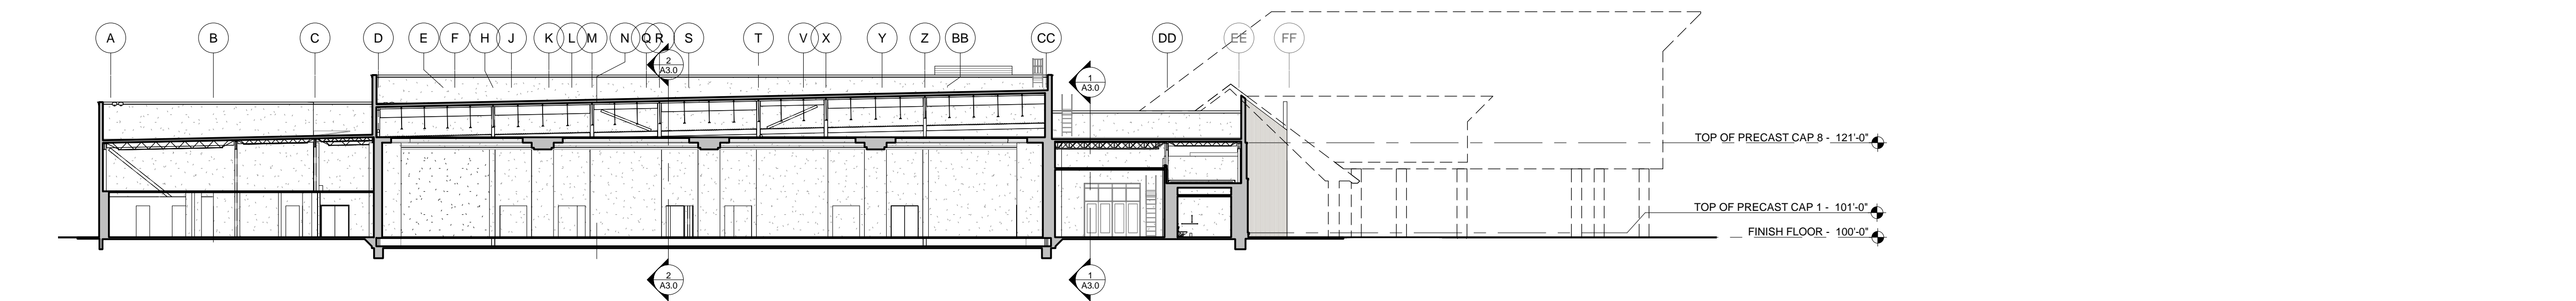 A B C D E F H J K L M N Q R S T V X Y Z BB CC DD EE FF
2
A3.0
1
A3.0
TOP OF PRECAST CAP 8 - 121'-0"
TOP OF PRECAST CAP 1 - 101'-0"
FINISH FLOOR - 100'-0"
2
A3.0
1
A3.0